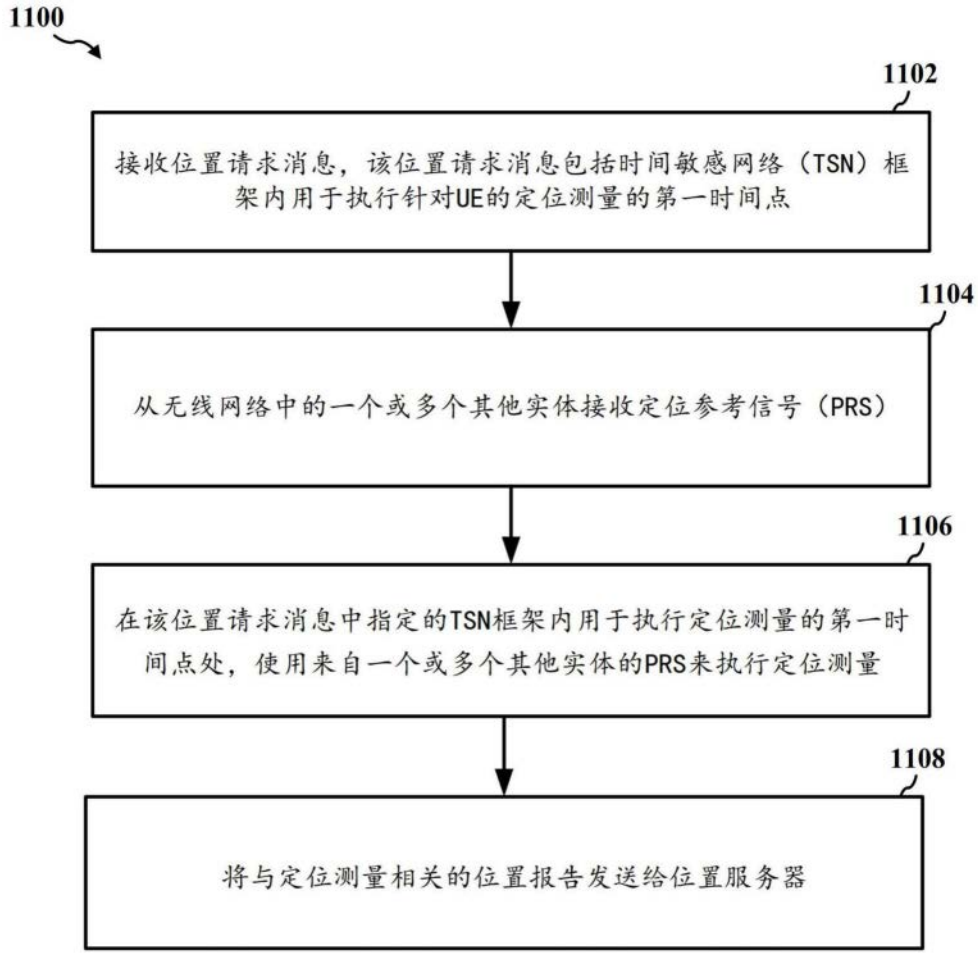 1100
1102
接收位置请求消息，该位置请求消息包括时间敏感网络（TSN）框
架内用于执行针对UE的定位测量的第一时间点
1104
从无线网络中的一个或多个其他实体接收定位参考信号（PRS）
1106
在该位置请求消息中指定的TSN框架内用于执行定位测量的第一时
间点处，使用来自一个或多个其他实体的PRS来执行定位测量
1108
将与定位测量相关的位置报告发送给位置服务器